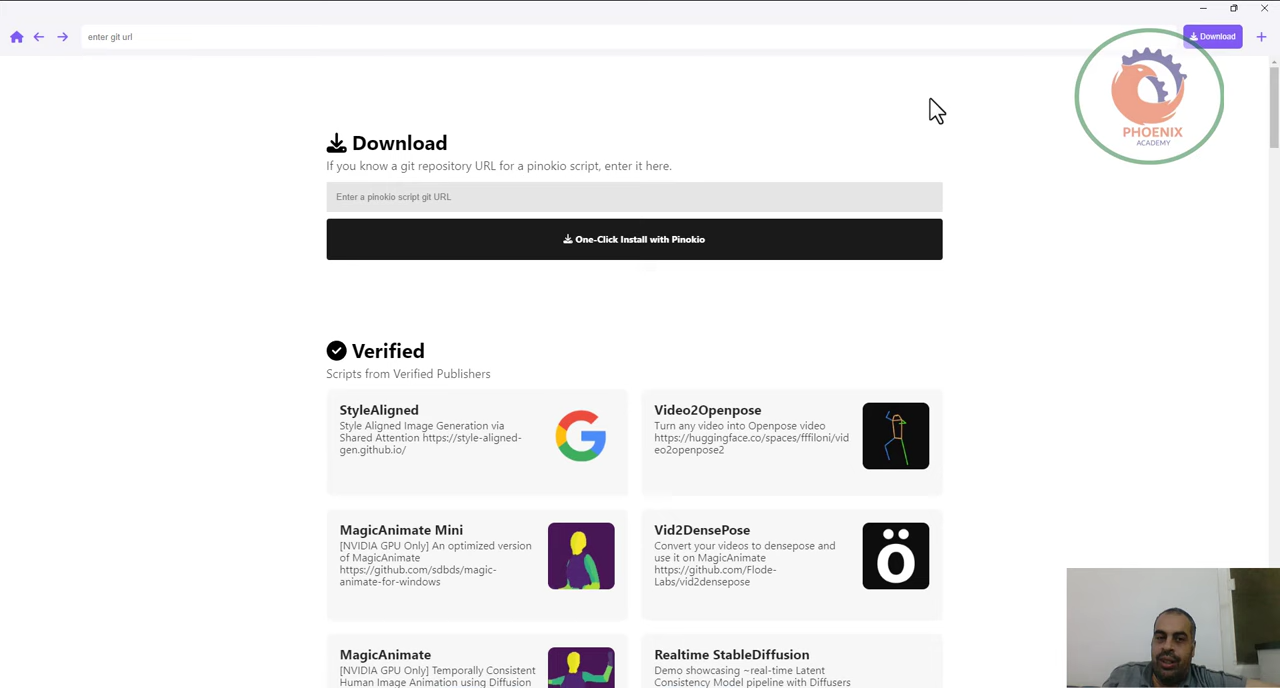 enter git url
Download
PHOENIX
ACADEMY
Download
If you know a git repository URL for a pinokio script, enter it here.
Enter a pinokio script git URL
One-Click Install with Pinokio
Verified
Scripts from Verified Publishers
StyleAligned
Style Aligned Image Generation via
Shared Attention https://style-aligned-
gen.github.io/
Video2Openpose
Turn any video into Openpose video
https://huggingface.co/spaces/fffiloni/vid
eo2openpose2
MagicAnimate Mini
[NVIDIA GPU Only] An optimized version
of MagicAnimate
https://github.com/sdbds/magic-
animate-for-windows
Vid2DensePose
Convert your videos to densepose and
use it on MagicAnimate
https://github.com/Flode-
Labs/vid2densepose
ö
MagicAnimate
[NVIDIA GPU Only] Temporally Consistent
Human Image Animation using Diffusion
Realtime StableDiffusion
Demo showcasing ~real-time Latent
Consistency Model pipeline with Diffusers